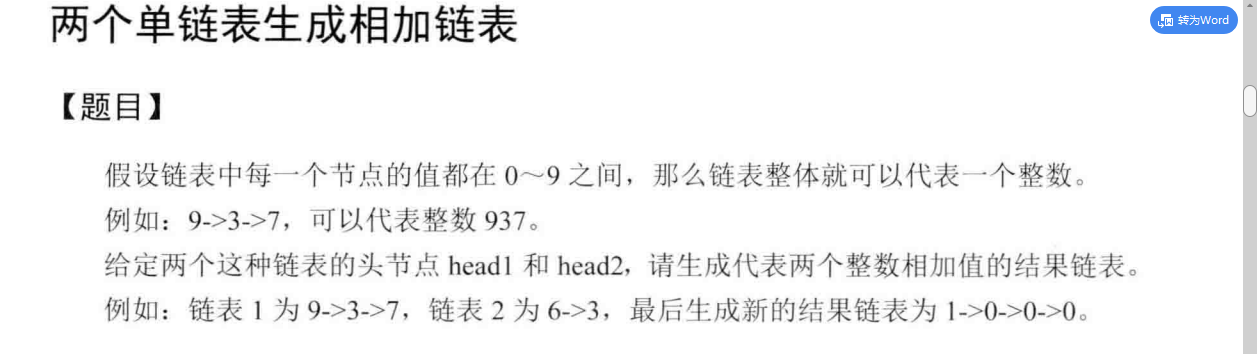 两个单链表生成相加链表
转为Word
【题目】
假设链表中每一个节点的值都在 0～9 之间，那么链表整体就可以代表一个整数。
例如：9->3->7，可以代表整数 937。
给定两个这种链表的头节点 head1 和 head2，请生成代表两个整数相加值的结果链表。
例如：链表 1 为 9->3->7，链表 2 为 6->3，最后生成新的结果链表为 1->0->0->0。